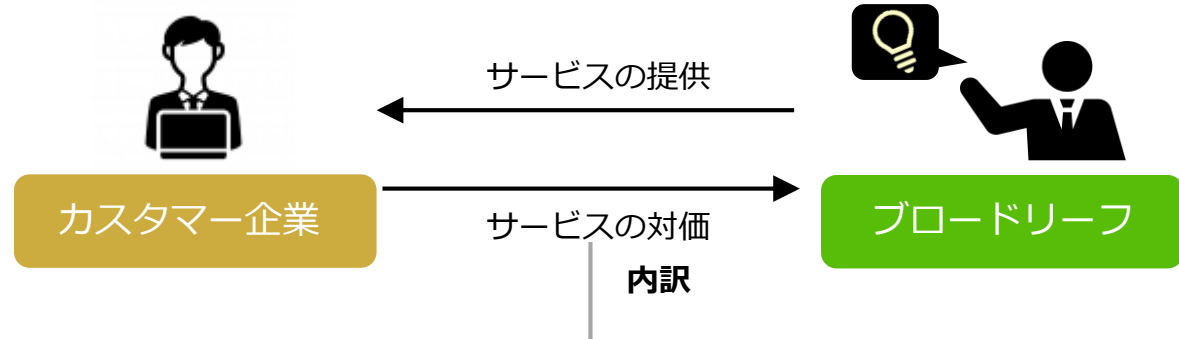 サービスの提供
カスタマー企業
ブロードリーフ
サービスの対価
内訳